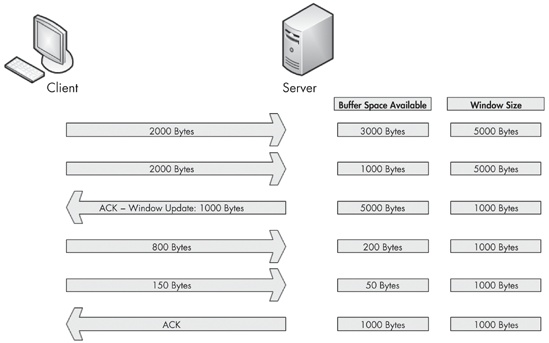 Client
Server
Buffer Space Available
Window Size
2000 Bytes
3000 Bytes
5000 Bytes
2000 Bytes
1000 Bytes
5000 Bytes
ACK – Window Update: 1000 Bytes
5000 Bytes
1000 Bytes
800 Bytes
200 Bytes
1000 Bytes
150 Bytes
50 Bytes
1000 Bytes
ACK
1000 Bytes
1000 Bytes